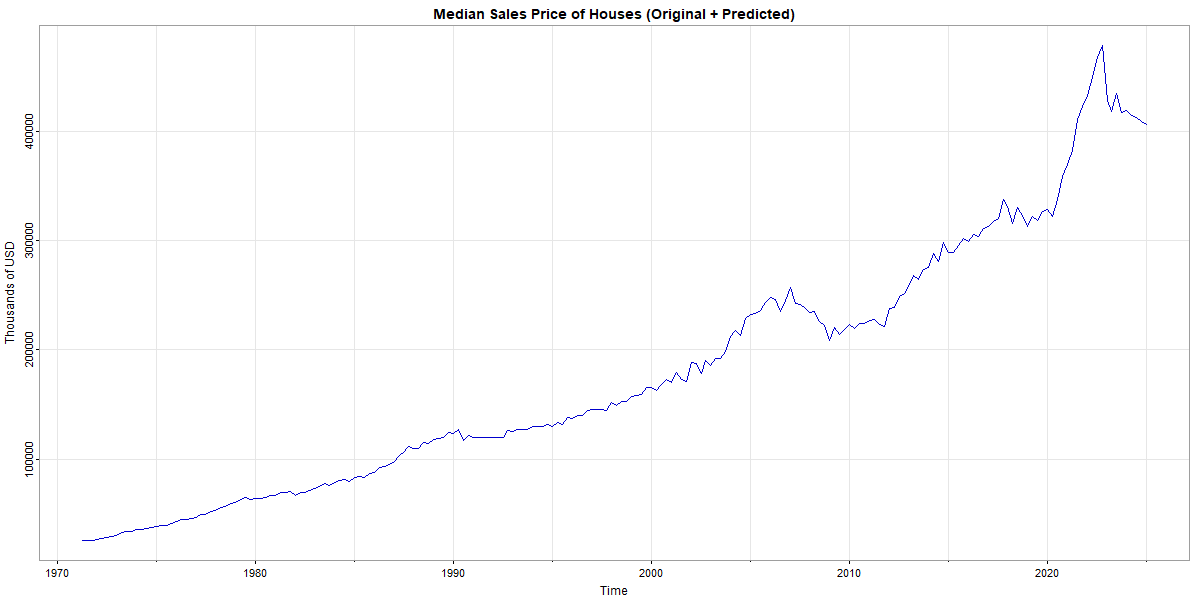 Median Sales Price of Houses (Original + Predicted)
Thousands of USD
400000
300000
200000
100000
1970 1980 1990 2000 2010 2020
Time